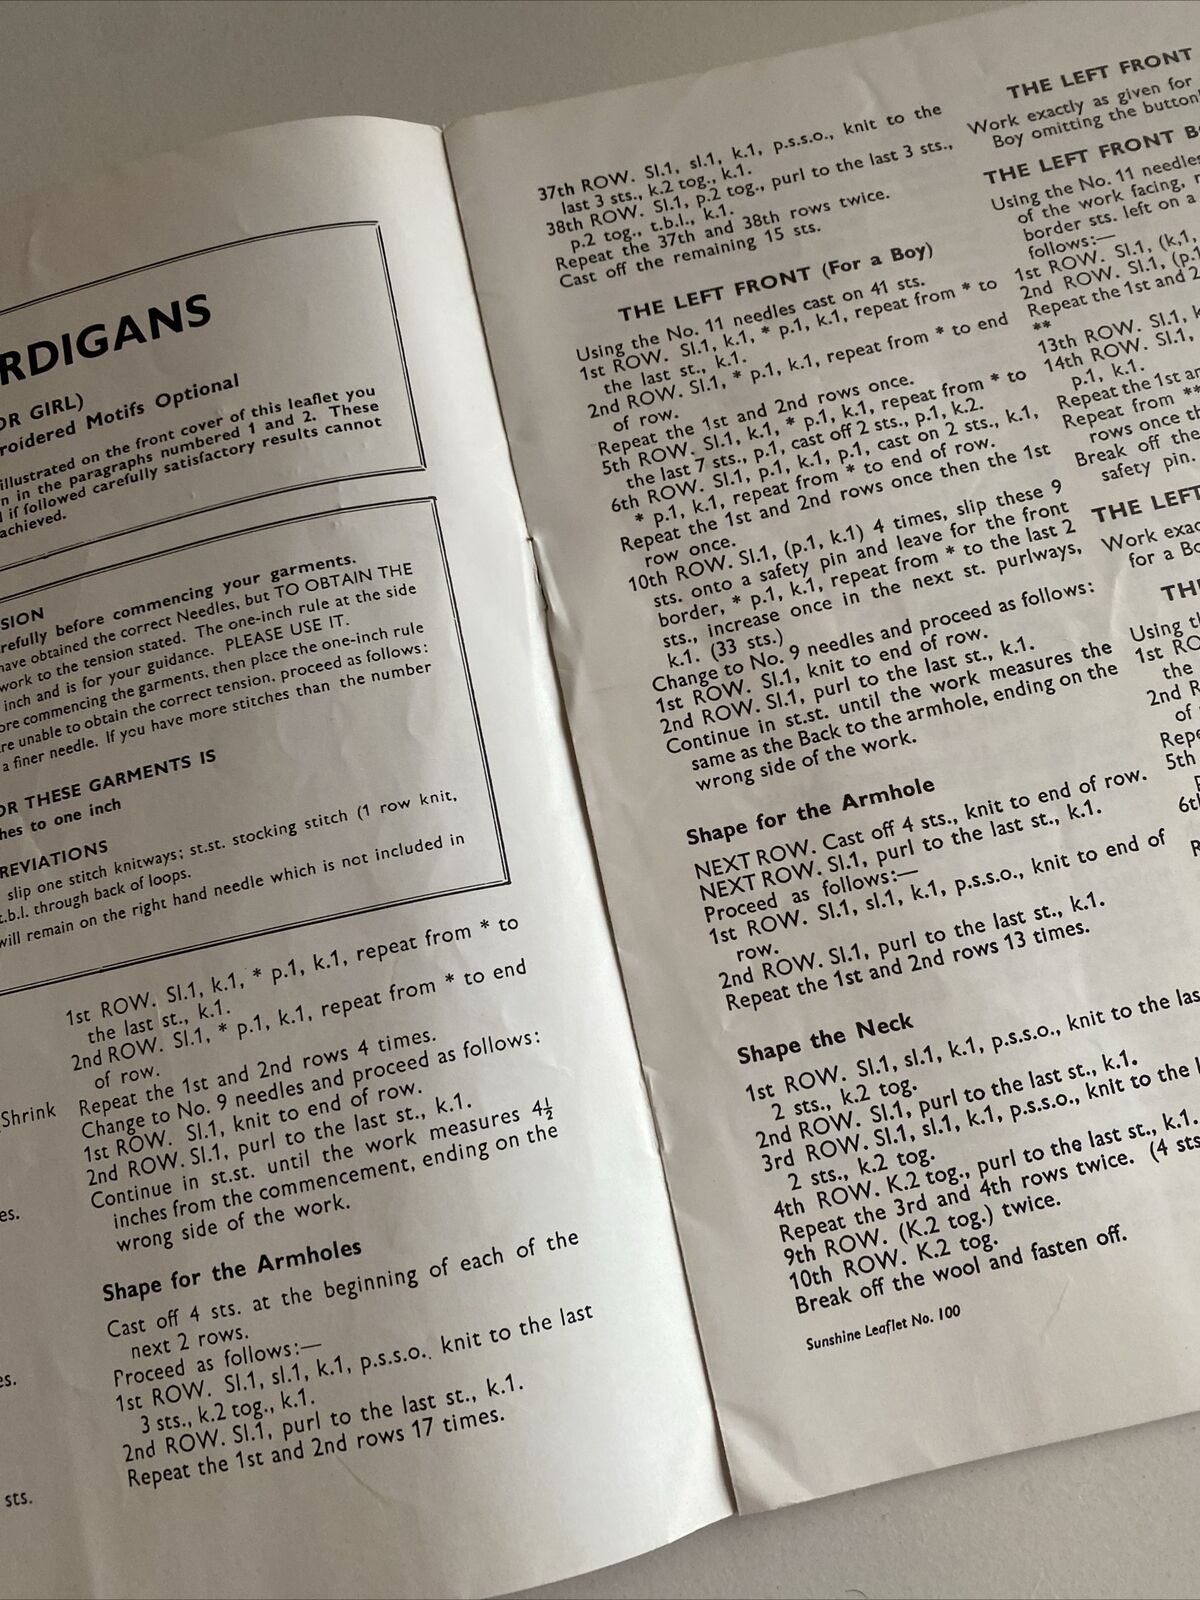 RDIGANS
OR GIRL)
roidered Motifs Optional
illustrated on the front cover of this leaflet you
n in the paragraphs numbered 1 and 2. These
d if followed carefully satisfactory results cannot
achieved.
SION
refully before commencing your garments.
have obtained the correct Needles, but TO OBTAIN THE
work to the tension stated. The one-inch rule at the side
inch and is for your guidance. PLEASE USE IT.
ore commencing the garments, then place the one-inch rule
re unable to obtain the correct tension, proceed as follows:
a finer needle. If you have more stitches than the number
OR THESE GARMENTS IS
hes to one inch
REVIATIONS
slip one stitch knitways; st.st. stocking stitch (1 row knit,
t.b.l. through back of loops.
will remain on the right hand needle which is not included in
Shrink
es.
es.
sts.
1st ROW. Sl.1, k.1, * p.1, k.1, repeat from * to
the last st., k.1.
2nd ROW. Sl.1, * p.1, k.1, repeat from * to end
of row.
Repeat the 1st and 2nd rows 4 times.
Change to No. 9 needles and proceed as follows:
1st ROW. Sl.1, knit to end of row.
2nd ROW. Sl.1, purl to the last st., k.1.
Continue in st.st. until the work measures 4½
inches from the commencement, ending on the
wrong side of the work.
Shape for the Armholes
Cast off 4 sts. at the beginning of each of the
next 2 rows.
Proceed as follows:—
1st ROW. Sl.1, sl.1, k.1, p.s.s.o., knit to the last
3 sts., k.2 tog., k.1.
2nd ROW. Sl.1, purl to the last st., k.1.
Repeat the 1st and 2nd rows 17 times.
37th ROW. Sl.1, sl.1, k.1, p.s.s.o., knit to the
last 3 sts., k.2 tog., k.1.
38th ROW. Sl.1, p.2 tog., purl to the last 3 sts.,
p.2 tog., t.b.l., k.1.
Repeat the 37th and 38th rows twice.
Cast off the remaining 15 sts.
THE LEFT FRONT (For a Boy)
Using the No. 11 needles cast on 41 sts.
1st ROW. Sl.1, k.1, * p.1, k.1, repeat from * to
the last st., k.1.
2nd ROW. Sl.1, * p.1, k.1, repeat from * to end
of row.
Repeat the 1st and 2nd rows once.
5th ROW. Sl.1, k.1, * p.1, k.1, repeat from * to
the last 7 sts., p.1, cast off 2 sts., p.1, k.2.
6th ROW. Sl.1, p.1, k.1, p.1, cast on 2 sts., k.1,
* p.1, k.1, repeat from * to end of row.
Repeat the 1st and 2nd rows once then the 1st
row once.
10th ROW. Sl.1, (p.1, k.1) 4 times, slip these 9
sts. onto a safety pin and leave for the front
border, * p.1, k.1, repeat from * to the last 2
sts., increase once in the next st. purlways,
k.1. (33 sts.)
Change to No. 9 needles and proceed as follows:
1st ROW. Sl.1, knit to end of row.
2nd ROW. Sl.1, purl to the last st., k.1.
Continue in st.st. until the work measures the
same as the Back to the armhole, ending on the
wrong side of the work.
Shape for the Armhole
NEXT ROW. Cast off 4 sts., knit to end of row.
NEXT ROW. Sl.1, purl to the last st., k.1.
Proceed as follows:—
1st ROW. Sl.1, sl.1, k.1, p.s.s.o., knit to end of
row.
2nd ROW. Sl.1, purl to the last st., k.1.
Repeat the 1st and 2nd rows 13 times.
Shape the Neck
1st ROW. Sl.1, sl.1, k.1, p.s.s.o., knit to the las
2 sts., k.2 tog.
2nd ROW. Sl.1, purl to the last st., k.1.
3rd ROW. Sl.1, sl.1, k.1, p.s.s.o., knit to the l
2 sts., k.2 tog.
4th ROW. K.2 tog., purl to the last st., k.1.
Repeat the 3rd and 4th rows twice. (4 sts
9th ROW. (K.2 tog.) twice.
10th ROW. K.2 tog.
Break off the wool and fasten off.
Sunshine Leaflet No. 100
THE LEFT FRONT
Work exactly as given for
Boy omitting the button
THE LEFT FRONT B
Using the No. 11 needles
of the work facing, r
border sts. left on a
follows:—
1st ROW. Sl.1, (k.1,
2nd ROW. Sl.1, (p.1
Repeat the 1st and 2
**
13th ROW. Sl.1, k
14th ROW. Sl.1,
p.1, k.1.
Repeat the 1st an
Repeat from **
rows once th
Break off the
safety pin.
THE LEFT
Work exac
for a Bo
TH
Using th
1st RO
the
2nd R
of
Repe
5th
6th
R